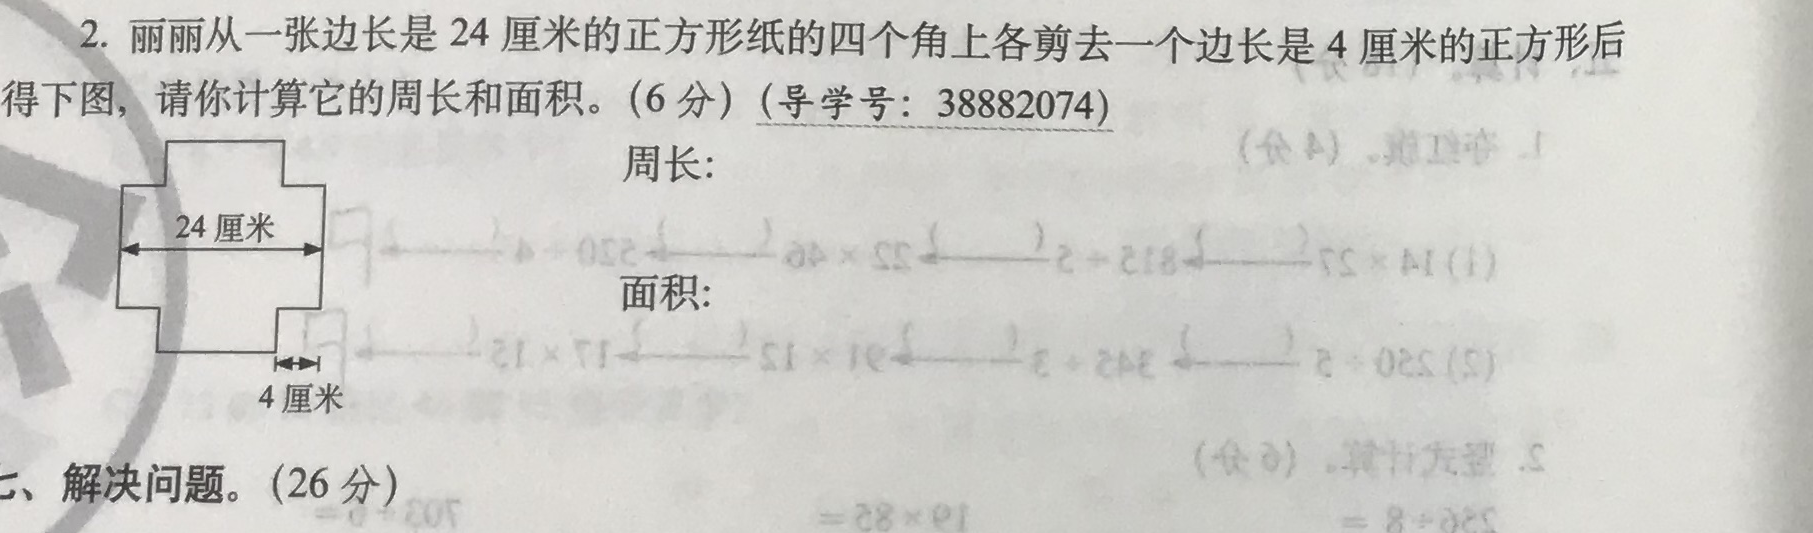 2. 丽丽从一张边长是 24 厘米的正方形纸的四个角上各剪去一个边长是 4 厘米的正方形后
得下图，请你计算它的周长和面积。(6 分) (导学号：38882074)
周长:
24 厘米
面积:
4 厘米
七、解决问题。(26 分)